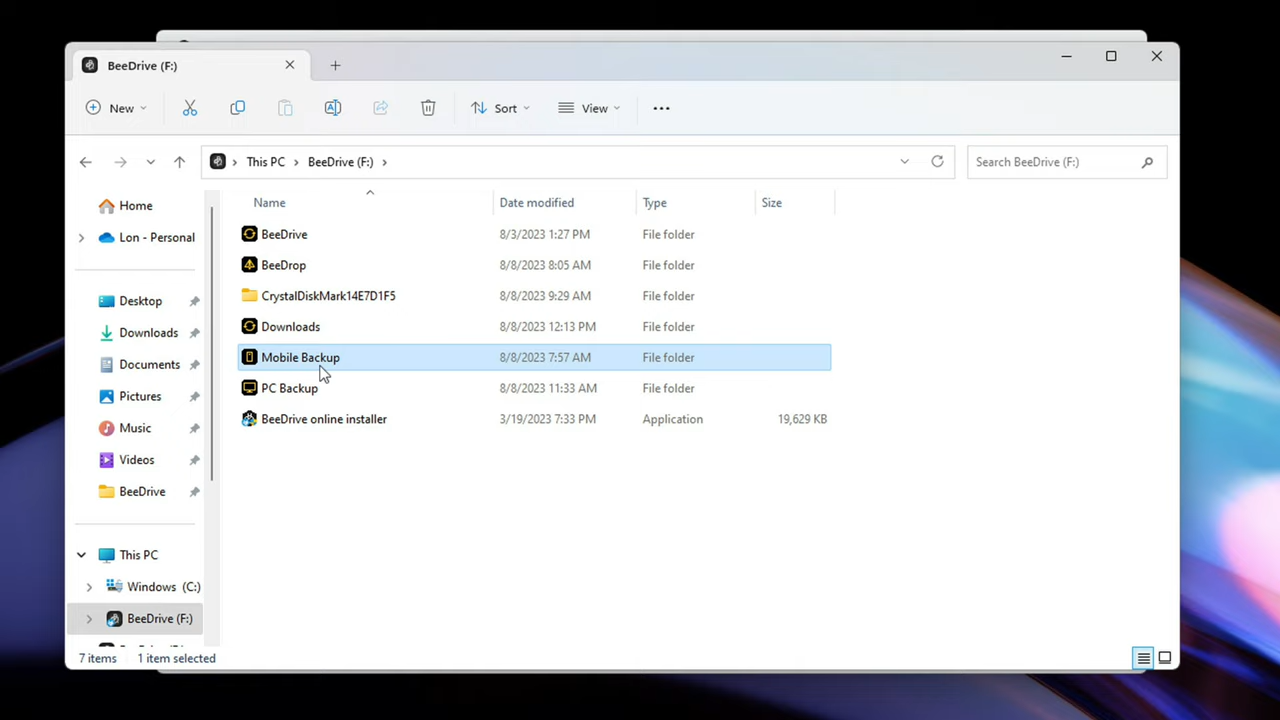 BeeDrive (F:)
New
Sort
View
This PC
BeeDrive (F:)
Search BeeDrive (F:)
Home
Lon - Personal
Desktop
Downloads
Documents
Pictures
Music
Videos
BeeDrive
This PC
Windows (C:)
BeeDrive (F:)
Name Date modified Type Size
BeeDrive 8/3/2023 1:27 PM File folder
BeeDrop 8/8/2023 8:05 AM File folder
CrystalDiskMark14E7D1F5 8/8/2023 9:29 AM File folder
Downloads 8/8/2023 12:13 PM File folder
Mobile Backup 8/8/2023 7:57 AM File folder
PC Backup 8/8/2023 11:33 AM File folder
BeeDrive online installer 3/19/2023 7:33 PM Application 19,629 KB
7 items 1 item selected